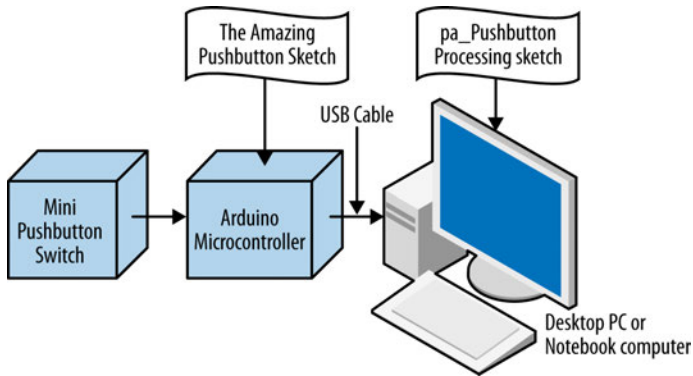 The Amazing
Pushbutton Sketch
pa_Pushbutton
Processing sketch
USB Cable
Mini
Pushbutton
Switch
Arduino
Microcontroller
Desktop PC or
Notebook computer